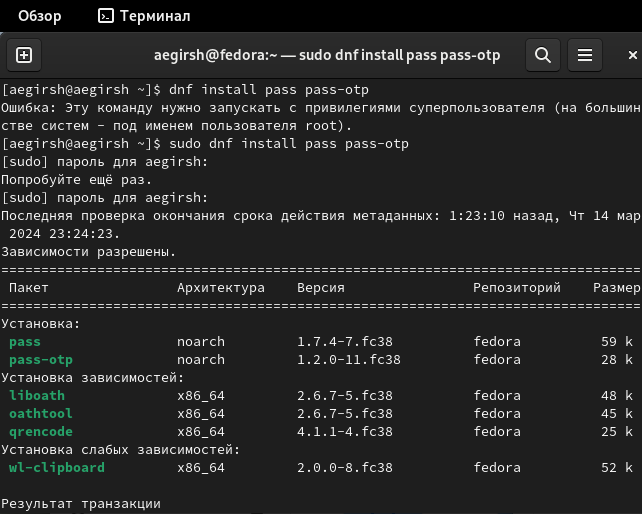 Обзор Терминал
aegirsh@fedora:~ — sudo dnf install pass pass-otp
[aegirsh@aegirsh ~]$ dnf install pass pass-otp
Ошибка: Эту команду нужно запускать с привилегиями суперпользователя (на большин
стве систем - под именем пользователя root).
[aegirsh@aegirsh ~]$ sudo dnf install pass pass-otp
[sudo] пароль для aegirsh:
Попробуйте ещё раз.
[sudo] пароль для aegirsh:
Последняя проверка окончания срока действия метаданных: 1:23:10 назад, Чт 14 мар
2024 23:24:23.
Зависимости разрешены.
================================================================================
Пакет Архитектура Версия Репозиторий Размер
================================================================================
Установка:
pass noarch 1.7.4-7.fc38 fedora 59 k
pass-otp noarch 1.2.0-11.fc38 fedora 28 k
Установка зависимостей:
liboath x86_64 2.6.7-5.fc38 fedora 48 k
oathtool x86_64 2.6.7-5.fc38 fedora 45 k
qrencode x86_64 4.1.1-4.fc38 fedora 25 k
Установка слабых зависимостей:
wl-clipboard x86_64 2.0.0-8.fc38 fedora 52 k
Результат транзакции